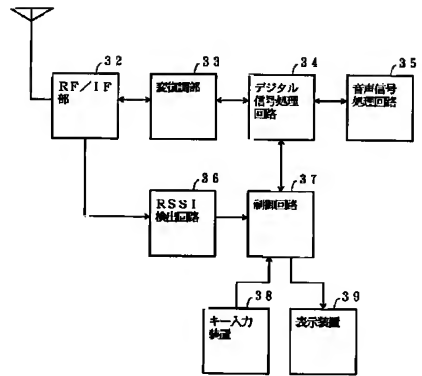 32
RF/IF
部
33
変復調部
34
デジタル
信号処理
回路
35
音声信号
処理回路
36
RSSI
検出回路
37
制御回路
38
キー入力
装置
39
表示装置